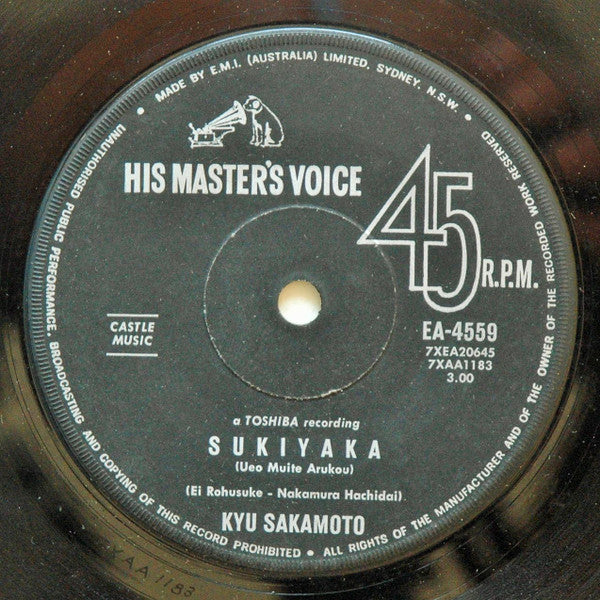 • MADE BY E.M.I. (AUSTRALIA) LIMITED, SYDNEY, N.S.W. •
HIS MASTER'S VOICE
45 R.P.M.
CASTLE
MUSIC
EA-4559
7XEA20645
7XAA1183
3.00
a TOSHIBA recording
SUKIYAKA
(Ueo Muite Arukou)
(Ei Rohusuke - Nakamura Hachidai)
KYU SAKAMOTO
UNAUTHORISED PUBLIC PERFORMANCE, BROADCASTING AND COPYING OF THIS RECORD PROHIBITED • ALL RIGHTS OF THE MANUFACTURER AND OF THE OWNER OF THE RECORDED WORK RESERVED
7XAA1183